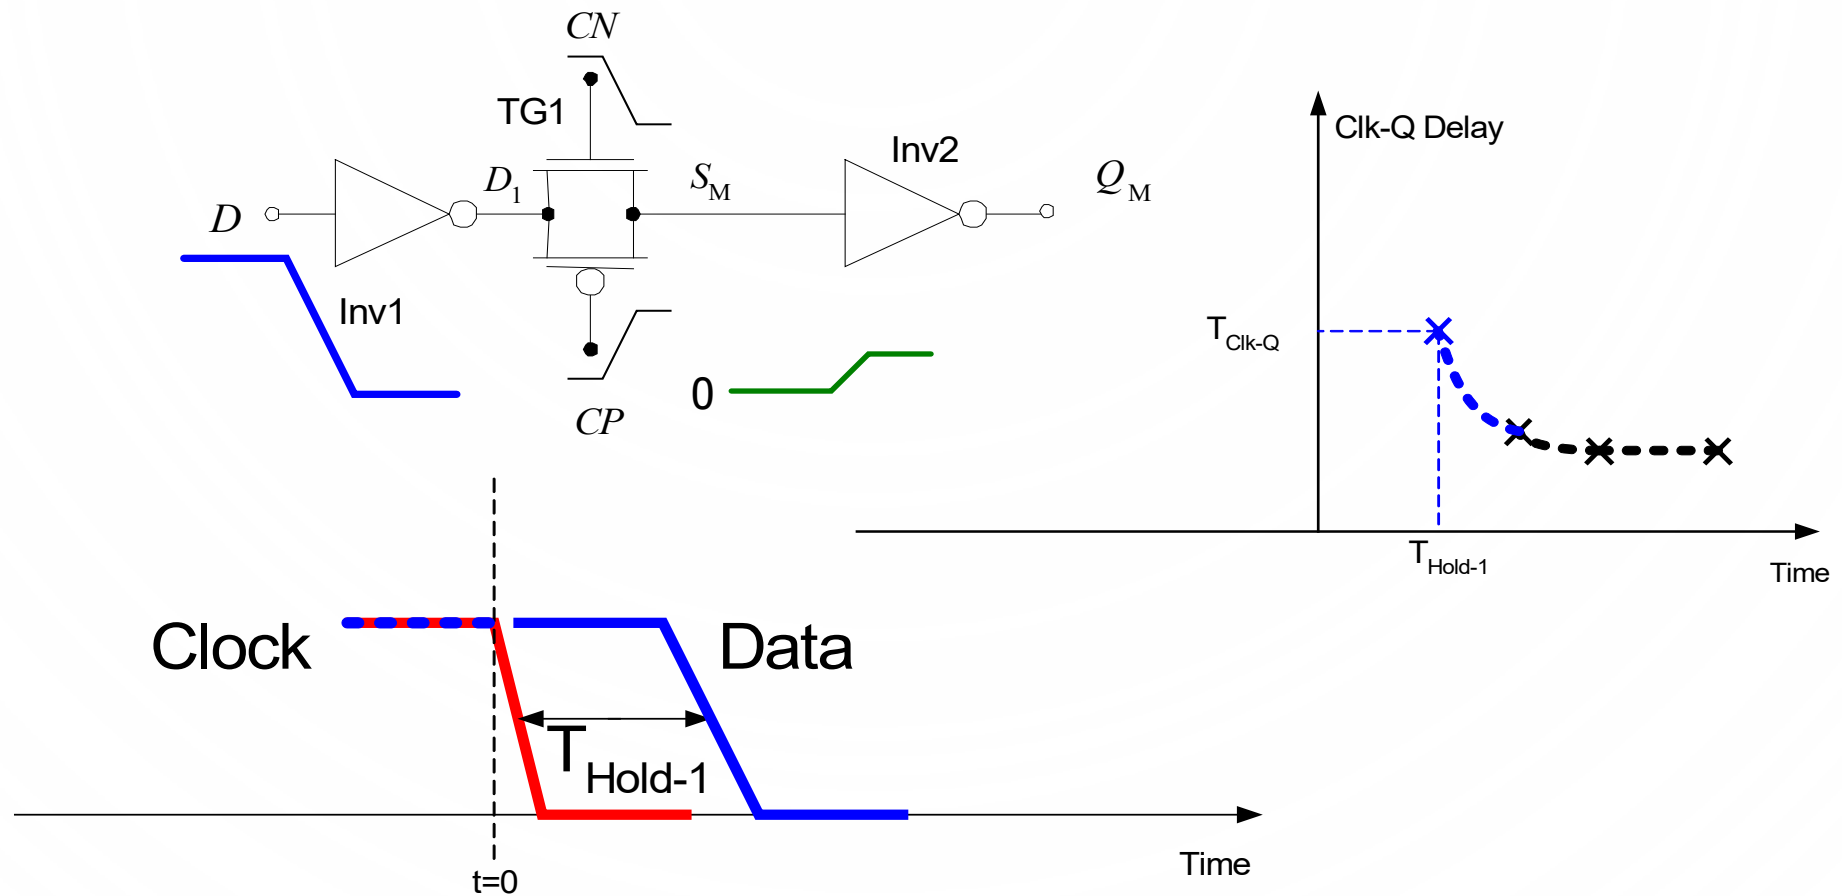 CN
TG1
Clk-Q Delay
Inv2
D
D1
SM
QM
Inv1
TClk-Q
0
CP
THold-1
Time
Clock
Data
THold-1
Time
t=0